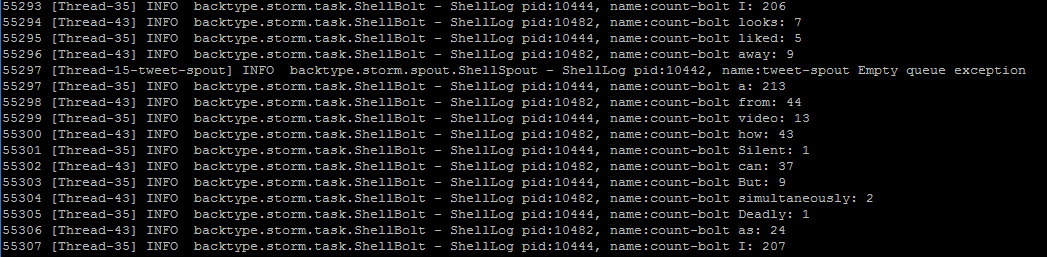 55293 [Thread-35] INFO  backtype.storm.task.ShellBolt - ShellLog pid:10444, name:count-bolt I: 206
55294 [Thread-43] INFO  backtype.storm.task.ShellBolt - ShellLog pid:10482, name:count-bolt looks: 7
55295 [Thread-35] INFO  backtype.storm.task.ShellBolt - ShellLog pid:10444, name:count-bolt liked: 5
55296 [Thread-43] INFO  backtype.storm.task.ShellBolt - ShellLog pid:10482, name:count-bolt away: 9
55297 [Thread-15-tweet-spout] INFO  backtype.storm.spout.ShellSpout - ShellLog pid:10442, name:tweet-spout Empty queue exception
55297 [Thread-35] INFO  backtype.storm.task.ShellBolt - ShellLog pid:10444, name:count-bolt a: 213
55298 [Thread-43] INFO  backtype.storm.task.ShellBolt - ShellLog pid:10482, name:count-bolt from: 44
55299 [Thread-35] INFO  backtype.storm.task.ShellBolt - ShellLog pid:10444, name:count-bolt video: 13
55300 [Thread-43] INFO  backtype.storm.task.ShellBolt - ShellLog pid:10482, name:count-bolt how: 43
55301 [Thread-35] INFO  backtype.storm.task.ShellBolt - ShellLog pid:10444, name:count-bolt Silent: 1
55302 [Thread-43] INFO  backtype.storm.task.ShellBolt - ShellLog pid:10482, name:count-bolt can: 37
55303 [Thread-35] INFO  backtype.storm.task.ShellBolt - ShellLog pid:10444, name:count-bolt But: 9
55304 [Thread-43] INFO  backtype.storm.task.ShellBolt - ShellLog pid:10482, name:count-bolt simultaneously: 2
55305 [Thread-35] INFO  backtype.storm.task.ShellBolt - ShellLog pid:10444, name:count-bolt Deadly: 1
55306 [Thread-43] INFO  backtype.storm.task.ShellBolt - ShellLog pid:10482, name:count-bolt as: 24
55307 [Thread-35] INFO  backtype.storm.task.ShellBolt - ShellLog pid:10444, name:count-bolt I: 207